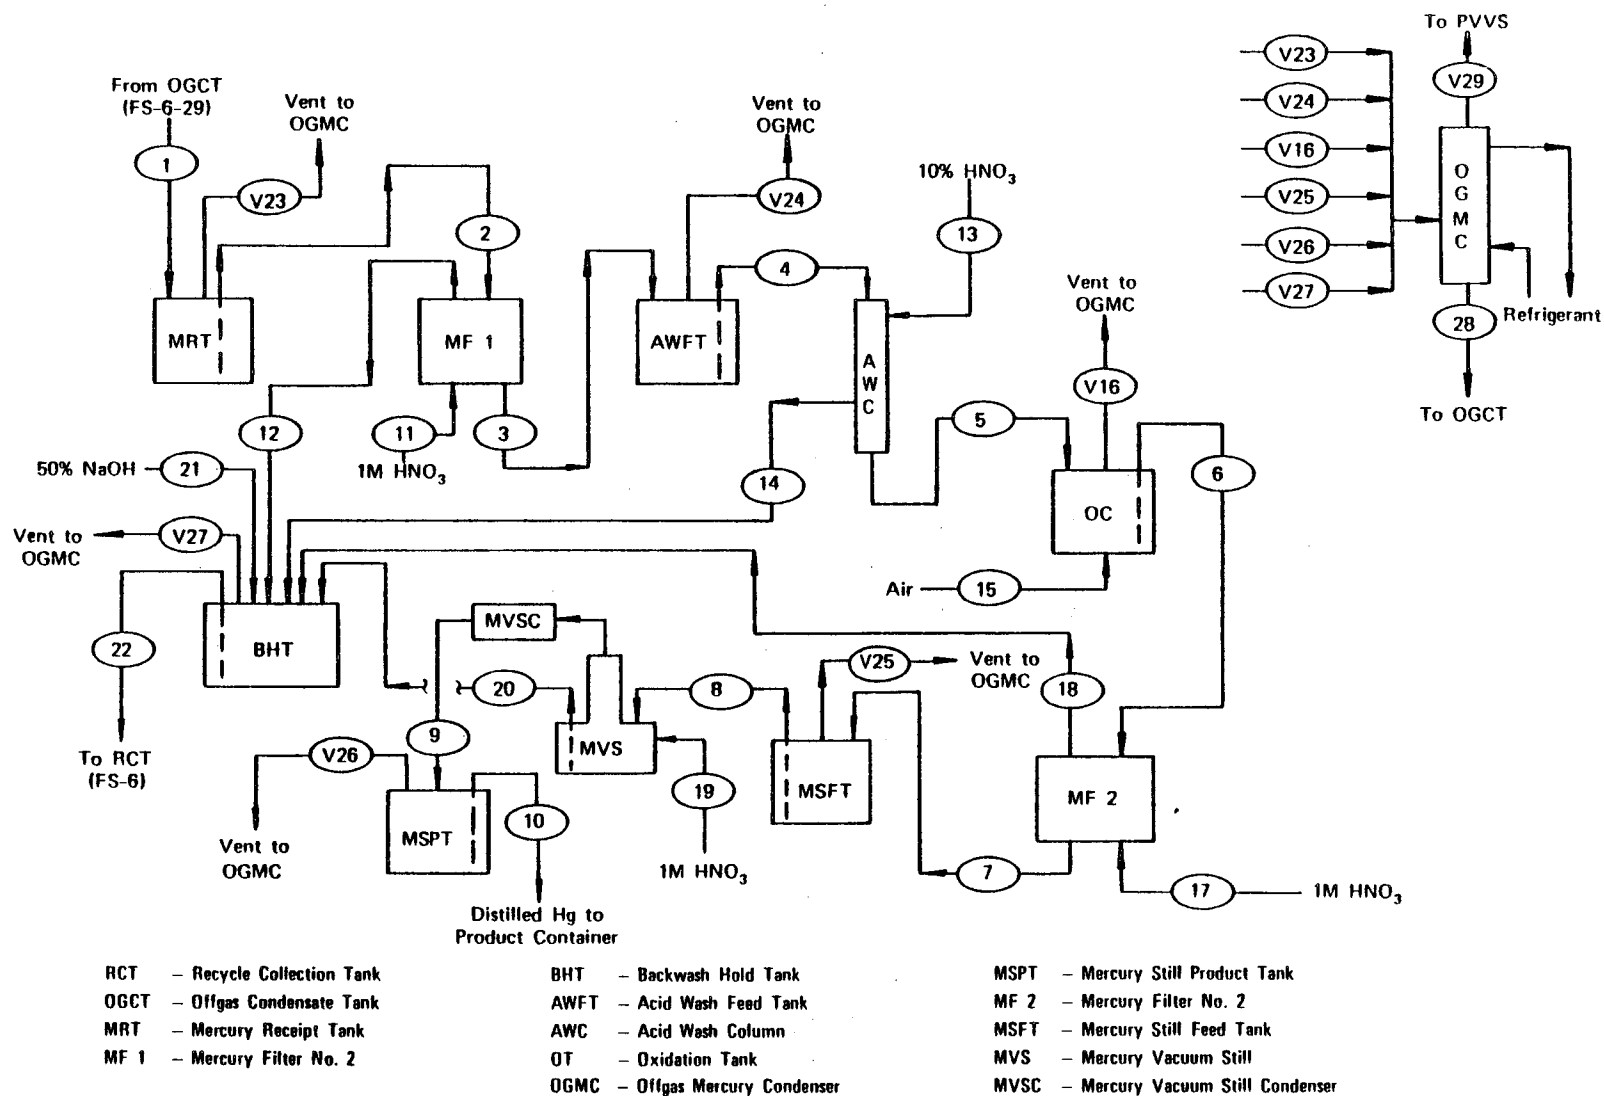 To PVVS
V23
V29
From OGCT
(FS-6-29)
Vent to
OGMC
Vent to
OGMC
V24
1
V23
V24
10% HNO3
V16
OGMC
2
13
V25
4
V26
Vent to
OGMC
V27
Refrigerant
28
MRT
MF 1
AWFT
AWC
V16
To OGCT
12
11
3
5
1M HNO3
50% NaOH
21
14
6
OC
Vent to
OGMC
V27
Air
15
22
BHT
MVSC
V25
Vent to
OGMC
20
8
18
9
MVS
To RCT
(FS-6)
V26
19
MSFT
MF 2
Vent to
OGMC
MSPT
10
1M HNO3
7
17
1M HNO3
Distilled Hg to
Product Container
RCT – Recycle Collection Tank
OGCT – Offgas Condensate Tank
MRT – Mercury Receipt Tank
MF 1 – Mercury Filter No. 2
BHT – Backwash Hold Tank
AWFT – Acid Wash Feed Tank
AWC – Acid Wash Column
OT – Oxidation Tank
OGMC – Offgas Mercury Condenser
MSPT – Mercury Still Product Tank
MF 2 – Mercury Filter No. 2
MSFT – Mercury Still Feed Tank
MVS – Mercury Vacuum Still
MVSC – Mercury Vacuum Still Condenser